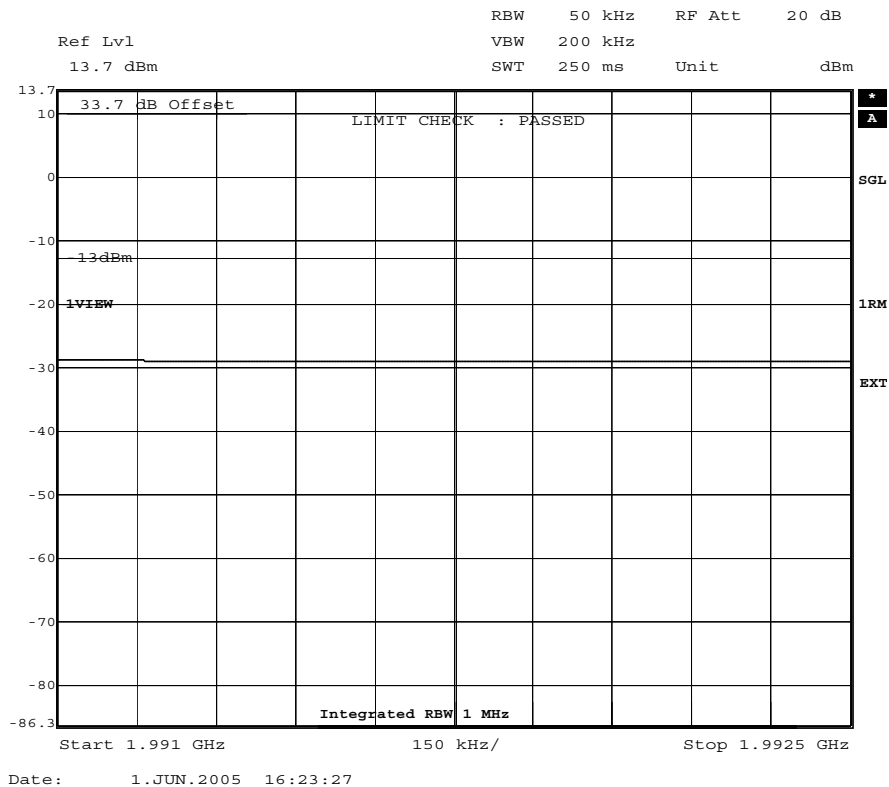 RBW 50 kHz RF Att 20 dB
Ref Lvl VBW 200 kHz
13.7 dBm SWT 250 ms Unit dBm
13.7
33.7 dB Offset
*
10
LIMIT CHECK : PASSED
A
0
SGL
-10
-13dBm
-20
1VIEW
1RM
-30
EXT
-40
-50
-60
-70
-80
Integrated RBW 1 MHz
-86.3
Start 1.991 GHz 150 kHz/ Stop 1.9925 GHz
Date: 1.JUN.2005 16:23:27